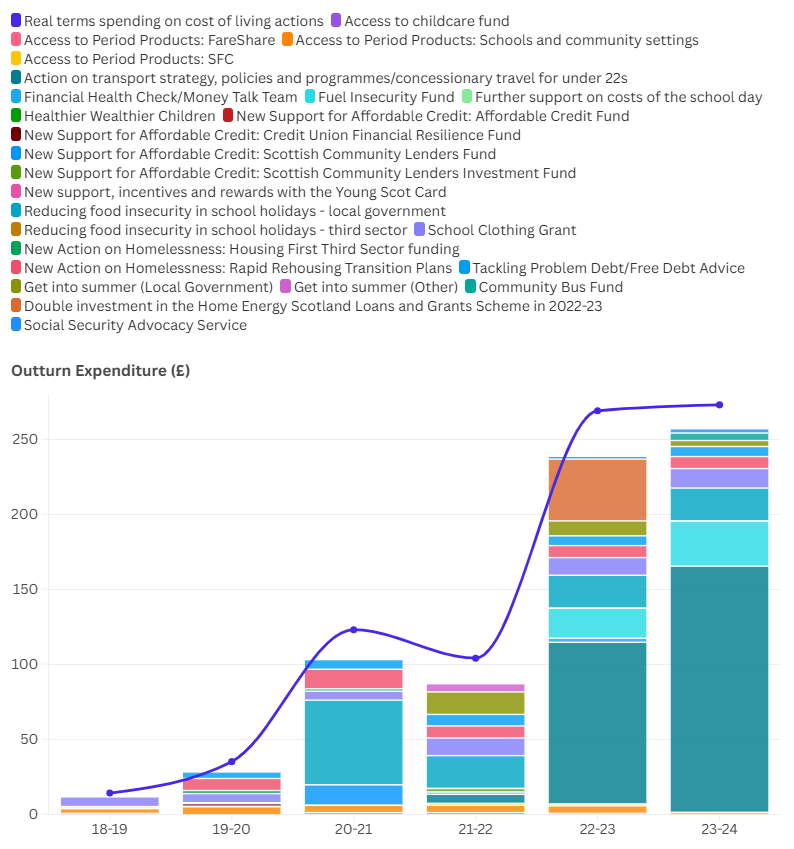 Real terms spending on cost of living actions Access to childcare fund
Access to Period Products: FareShare Access to Period Products: Schools and community settings
Access to Period Products: SFC
Action on transport strategy, policies and programmes/concessionary travel for under 22s
Financial Health Check/Money Talk Team Fuel Insecurity Fund Further support on costs of the school day
Healthier Wealthier Children New Support for Affordable Credit: Affordable Credit Fund
New Support for Affordable Credit: Credit Union Financial Resilience Fund
New Support for Affordable Credit: Scottish Community Lenders Fund
New Support for Affordable Credit: Scottish Community Lenders Investment Fund
New support, incentives and rewards with the Young Scot Card
Reducing food insecurity in school holidays - local government
Reducing food insecurity in school holidays - third sector School Clothing Grant
New Action on Homelessness: Housing First Third Sector funding
New Action on Homelessness: Rapid Rehousing Transition Plans Tackling Problem Debt/Free Debt Advice
Get into summer (Local Government) Get into summer (Other) Community Bus Fund
Double investment in the Home Energy Scotland Loans and Grants Scheme in 2022-23
Social Security Advocacy Service
Outturn Expenditure (£)
250
200
150
100
50
0
18-19 19-20 20-21 21-22 22-23 23-24